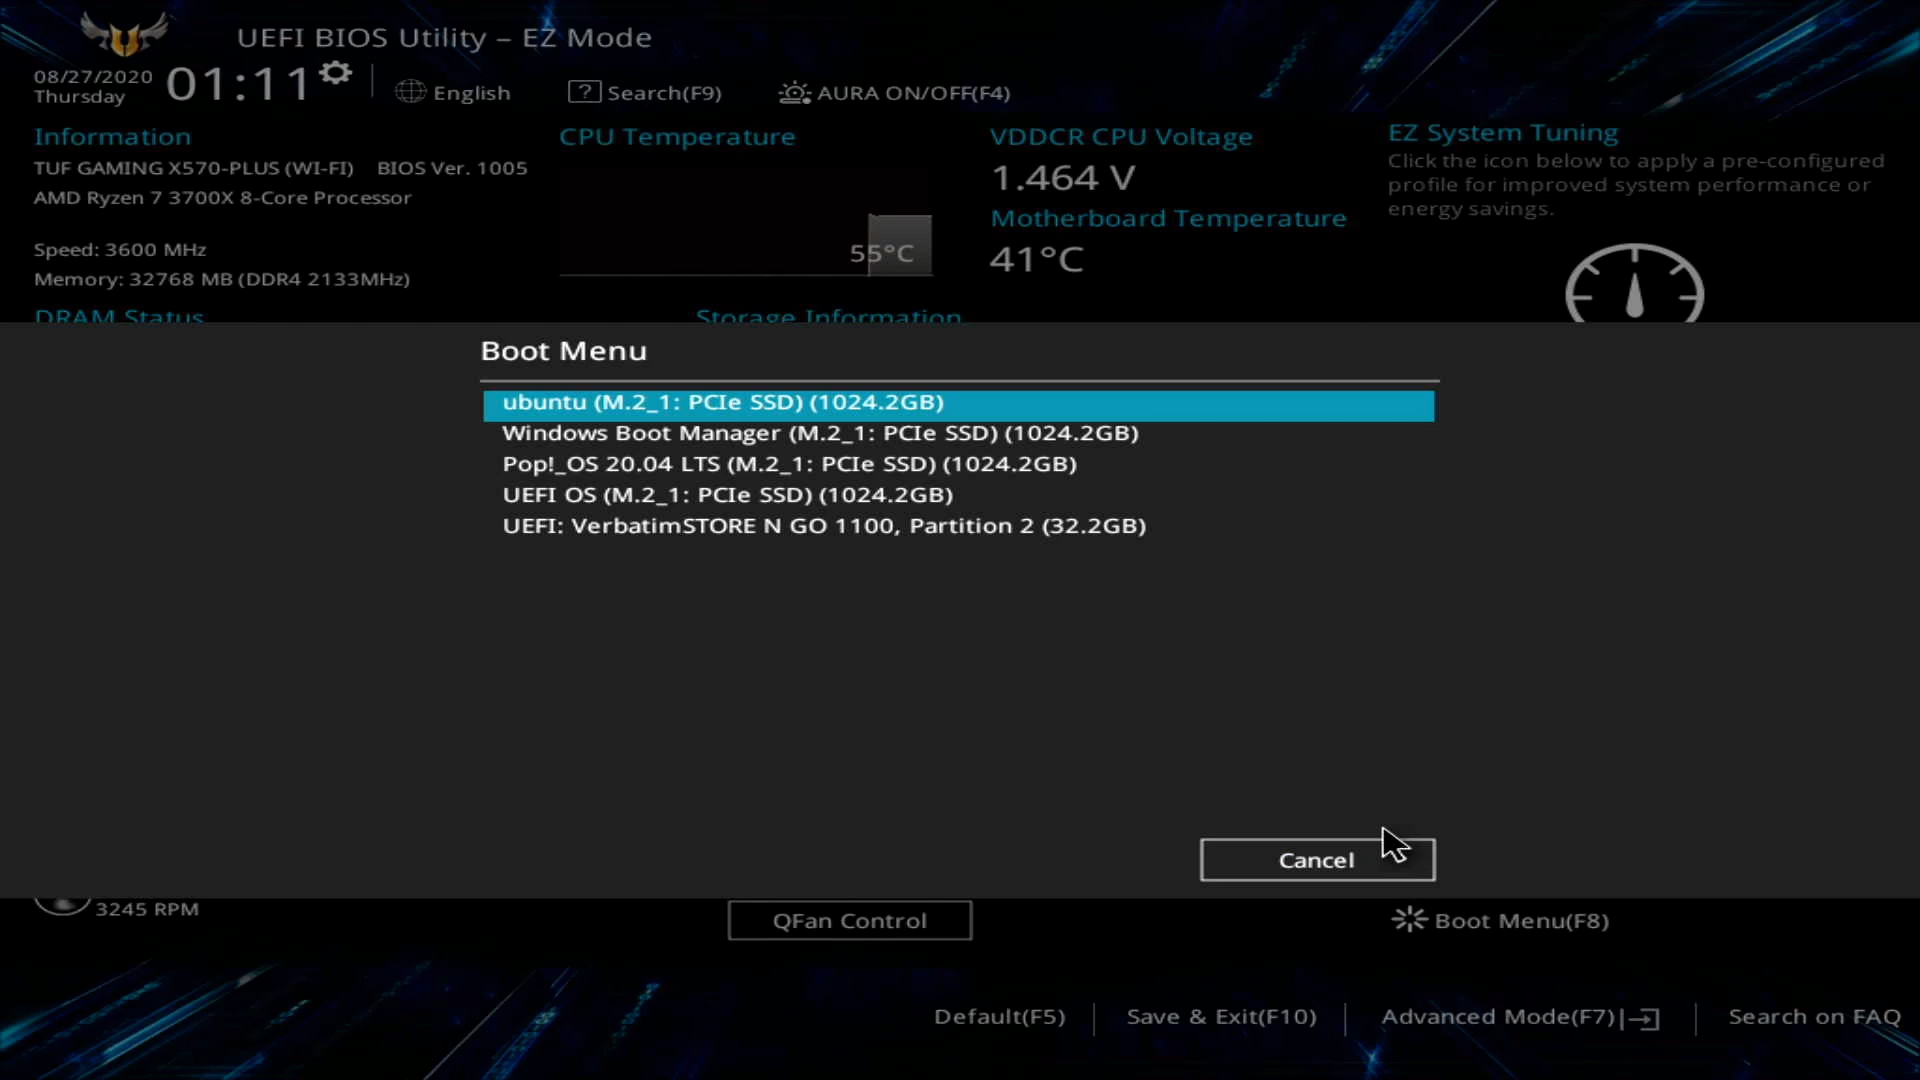 UEFI BIOS Utility – EZ Mode
08/27/2020
Thursday
01:11
English
Search(F9)
AURA ON/OFF(F4)
Information
TUF GAMING X570-PLUS (WI-FI) BIOS Ver. 1005
AMD Ryzen 7 3700X 8-Core Processor
Speed: 3600 MHz
Memory: 32768 MB (DDR4 2133MHz)
CPU Temperature
55°C
VDDCR CPU Voltage
1.464 V
Motherboard Temperature
41°C
EZ System Tuning
Click the icon below to apply a pre-configured
profile for improved system performance or
energy savings.
DRAM Status
Storage Information
Boot Menu
ubuntu (M.2_1: PCIe SSD) (1024.2GB)
Windows Boot Manager (M.2_1: PCIe SSD) (1024.2GB)
Pop!_OS 20.04 LTS (M.2_1: PCIe SSD) (1024.2GB)
UEFI OS (M.2_1: PCIe SSD) (1024.2GB)
UEFI: VerbatimSTORE N GO 1100, Partition 2 (32.2GB)
Cancel
3245 RPM
QFan Control
Boot Menu(F8)
Default(F5)
Save & Exit(F10)
Advanced Mode(F7)
Search on FAQ